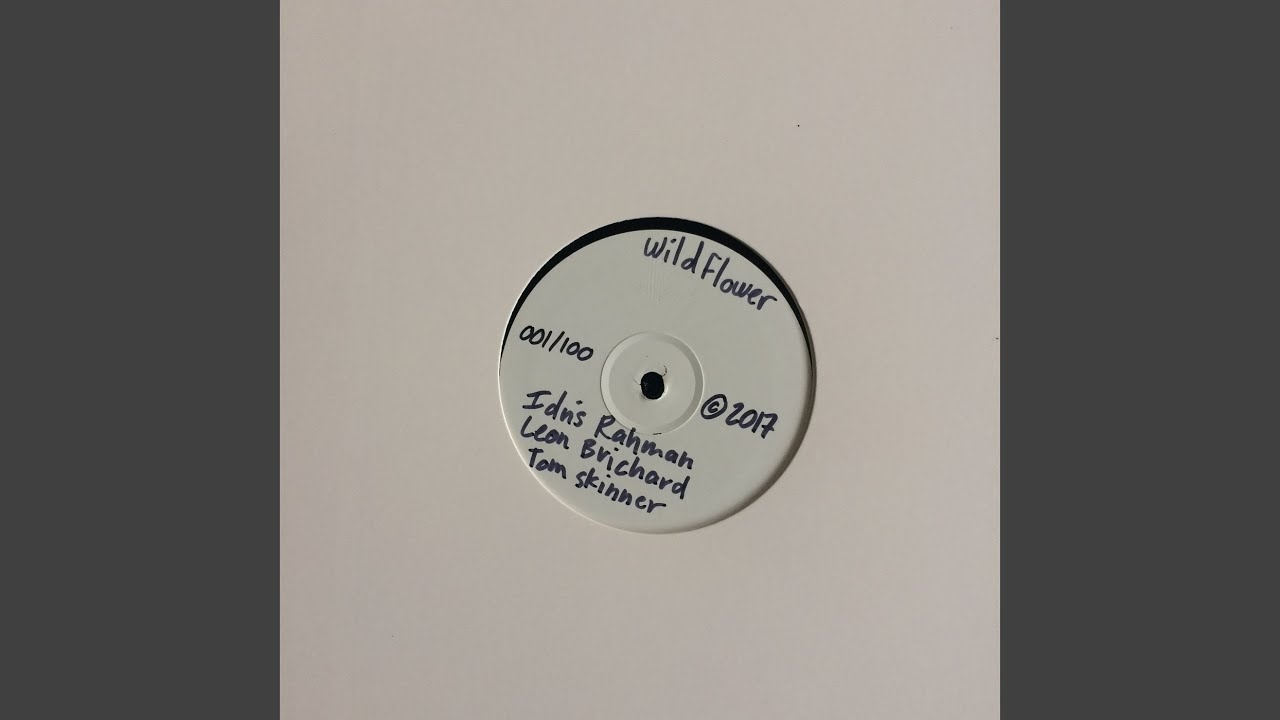 Wildflower
001/100
© 2017
Idris Rahman
Leon Brichard
Tom Skinner